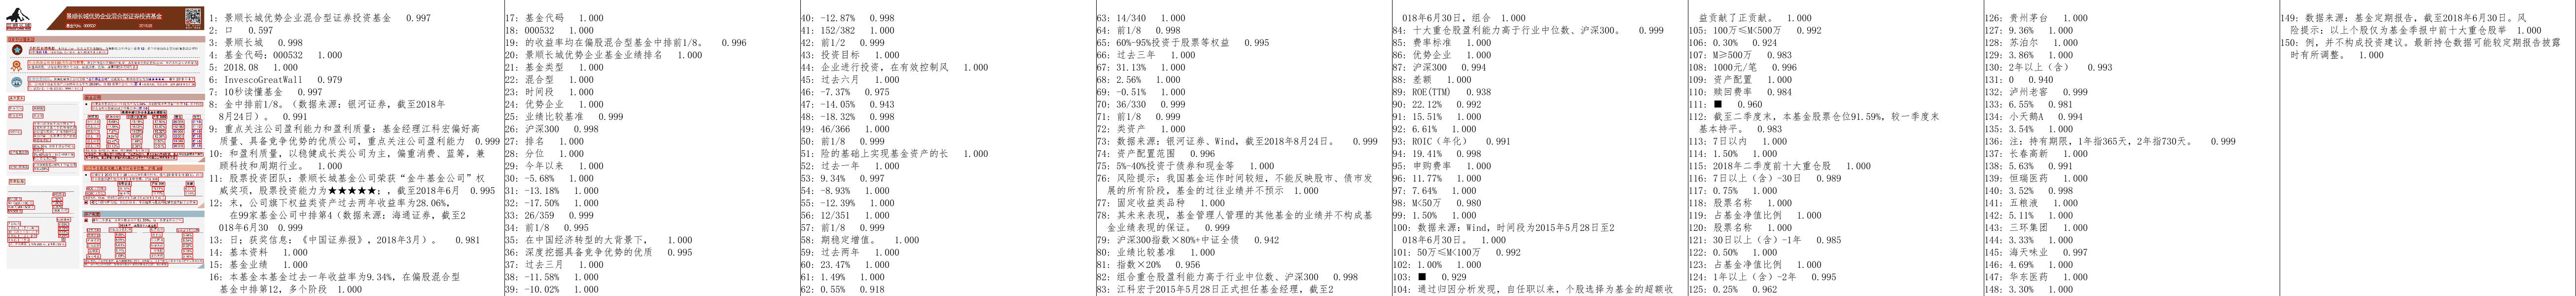 景顺长城优势企业混合型证券投资基金
基金代码：000532
2018.08
1: 景顺长城优势企业混合型证券投资基金 0.997
2: 口 0.597
3: 景顺长城 0.998
4: 基金代码：000532 1.000
5: 2018.08 1.000
6: InvescoGreatWall 0.979
7: 10秒读懂基金 0.997
8: 金中排前1/8。（数据来源：银河证券，截至2018年
8月24日）。 0.991
9: 重点关注公司盈利能力和盈利质量：基金经理江科宏偏好高
质量、具备竞争优势的优质公司，重点关注公司盈利能力 0.999
10: 和盈利质量，以稳健成长类公司为主，偏重消费、蓝筹，兼
顾科技和周期行业。 1.000
11: 股票投资团队：景顺长城基金公司荣获“金牛基金公司”权
威奖项，股票投资能力为★★★★★；，截至2018年6月 0.995
12: 末，公司旗下权益类资产过去两年收益率为28.06%，
在99家基金公司中排第4（数据来源：海通证券，截至2
018年6月30 0.999
13: 日；获奖信息：《中国证券报》，2018年3月）。 0.981
14: 基本资料 1.000
15: 基金业绩 1.000
16: 本基金本基金过去一年收益率为9.34%，在偏股混合型
基金中排第12，多个阶段 1.000
17: 基金代码 1.000
18: 000532 1.000
19: 的收益率均在偏股混合型基金中排前1/8。 0.996
20: 景顺长城优势企业基金业绩排名 1.000
21: 基金类型 1.000
22: 混合型 1.000
23: 时间段 1.000
24: 优势企业 1.000
25: 业绩比较基准 0.999
26: 沪深300 0.998
27: 排名 1.000
28: 分位 1.000
29: 今年以来 1.000
30: -5.68% 1.000
31: -13.18% 1.000
32: -17.50% 1.000
33: 26/359 0.999
34: 前1/8 0.995
35: 在中国经济转型的大背景下， 1.000
36: 深度挖掘具备竞争优势的优质 0.995
37: 过去三月 1.000
38: -11.58% 1.000
39: -10.02% 1.000
40: -12.87% 0.998
41: 152/382 1.000
42: 前1/2 0.999
43: 投资目标 1.000
44: 企业进行投资，在有效控制风 1.000
45: 过去六月 1.000
46: -7.37% 0.975
47: -14.05% 0.943
48: -18.32% 0.998
49: 46/366 1.000
50: 前1/8 0.999
51: 险的基础上实现基金资产的长 1.000
52: 过去一年 1.000
53: 9.34% 0.997
54: -8.93% 1.000
55: -12.39% 1.000
56: 12/351 1.000
57: 前1/8 0.999
58: 期稳定增值。 1.000
59: 过去两年 1.000
60: 23.47% 1.000
61: 1.49% 1.000
62: 0.55% 0.918
63: 14/340 1.000
64: 前1/8 0.998
65: 60%-95%投资于股票等权益 0.995
66: 过去三年 1.000
67: 31.13% 1.000
68: 2.56% 1.000
69: -0.51% 1.000
70: 36/330 0.999
71: 前1/8 0.999
72: 类资产 1.000
73: 数据来源：银河证券、Wind，截至2018年8月24日。 0.999
74: 资产配置范围 0.996
75: 5%-40%投资于债券和现金等 1.000
76: 风险提示：我国基金运作时间较短，不能反映股市、债市发
展的所有阶段，基金的过往业绩并不预示 1.000
77: 固定收益类品种 1.000
78: 其未来表现，基金管理人管理的其他基金的业绩并不构成基
金业绩表现的保证。 0.999
79: 沪深300指数×80%+中证全债 0.942
80: 业绩比较基准 1.000
81: 指数×20% 0.956
82: 组合重仓股盈利能力高于行业中位数、沪深300 0.998
83: 江科宏于2015年5月28日正式担任基金经理，截至2
018年6月30日，组合 1.000
84: 十大重仓股盈利能力高于行业中位数、沪深300。 0.999
85: 费率标准 1.000
86: 优势企业 1.000
87: 沪深300 0.994
88: 差额 1.000
89: ROE(TTM) 0.938
90: 22.12% 0.992
91: 15.51% 1.000
92: 6.61% 1.000
93: ROIC（年化） 0.991
94: 19.41% 0.998
95: 申购费率 1.000
96: 11.77% 1.000
97: 7.64% 1.000
98: M<50万 0.980
99: 1.50% 1.000
100: 数据来源：Wind，时间段为2015年5月28日至2
018年6月30日。 1.000
101: 50万≤M<100万 0.992
102: 1.00% 1.000
103: ■ 0.929
104: 通过归因分析发现，自任职以来，个股选择为基金的超额收
益贡献了正贡献。 1.000
105: 100万≤M<500万 0.992
106: 0.30% 0.924
107: M≥500万 0.983
108: 1000元/笔 0.996
109: 资产配置 1.000
110: 赎回费率 0.984
111: ■ 0.960
112: 截至二季度末，本基金股票仓位91.59%，较一季度末
基本持平。 0.983
113: 7日以内 1.000
114: 1.50% 1.000
115: 2018年二季度前十大重仓股 1.000
116: 7日以上（含）-30日 0.989
117: 0.75% 1.000
118: 股票名称 1.000
119: 占基金净值比例 1.000
120: 股票名称 1.000
121: 30日以上（含）-1年 0.985
122: 0.50% 1.000
123: 占基金净值比例 1.000
124: 1年以上（含）-2年 0.995
125: 0.25% 0.962
126: 贵州茅台 1.000
127: 9.36% 1.000
128: 苏泊尔 1.000
129: 3.86% 1.000
130: 2年以上（含） 0.993
131: 0 0.940
132: 泸州老窖 0.999
133: 6.55% 0.981
134: 小天鹅A 0.994
135: 3.54% 1.000
136: 注：持有期限，1年指365天，2年指730天。 0.999
137: 长春高新 1.000
138: 5.63% 0.991
139: 恒瑞医药 1.000
140: 3.52% 0.998
141: 五粮液 1.000
142: 5.11% 1.000
143: 三环集团 1.000
144: 3.33% 1.000
145: 海天味业 0.997
146: 4.69% 1.000
147: 华东医药 1.000
148: 3.30% 1.000
149: 数据来源：基金定期报告，截至2018年6月30日。风
险提示：以上个股仅为基金季报中前十大重仓股举 1.000
150: 例，并不构成投资建议。最新持仓数据可能较定期报告披露
时有所调整。 1.000